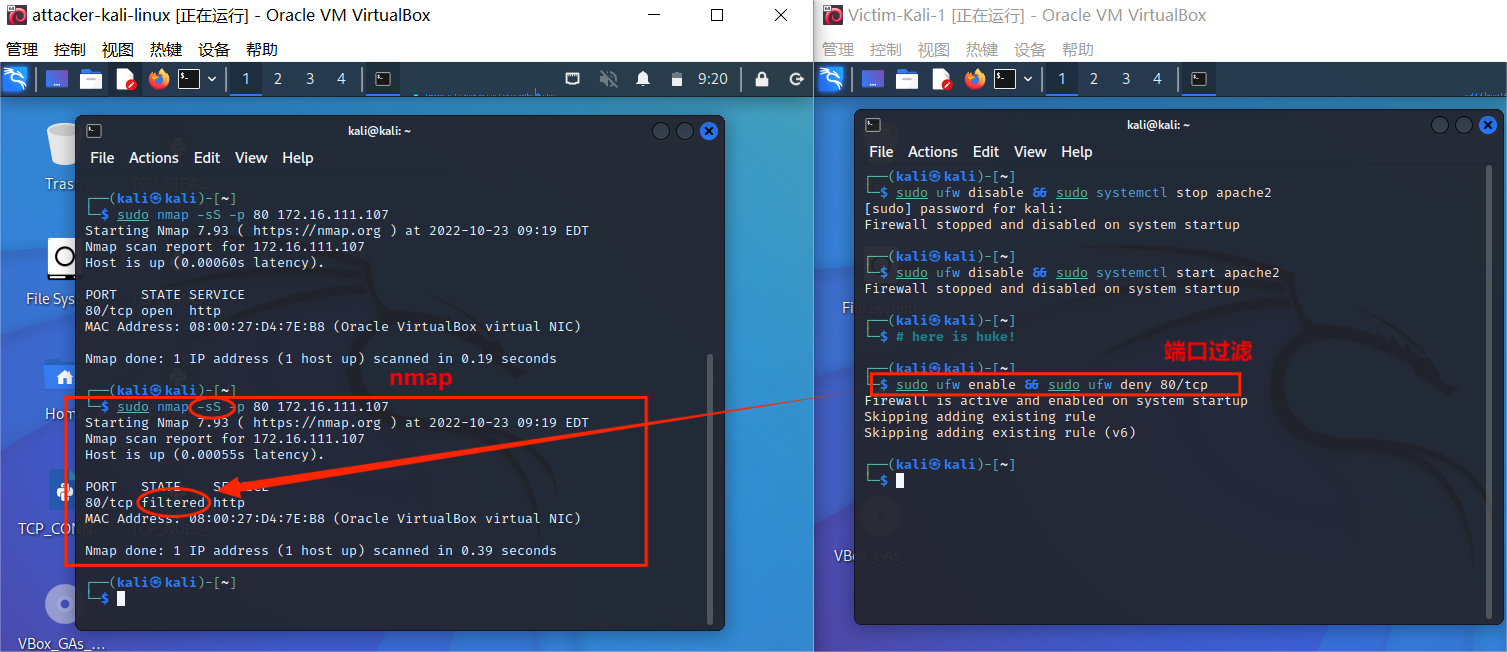 attacker-kali-linux [正在运行] - Oracle VM VirtualBox
管理 控制 视图 热键 设备 帮助
1 2 3 4 9:20
Trash
File Sys
Home
TCP_CON
VBox_GAs_...
kali@kali: ~
File Actions Edit View Help
┌──(kali㉿kali)-[~]
└─$ sudo nmap -sS -p 80 172.16.111.107
Starting Nmap 7.93 ( https://nmap.org ) at 2022-10-23 09:19 EDT
Nmap scan report for 172.16.111.107
Host is up (0.00060s latency).
PORT STATE SERVICE
80/tcp open http
MAC Address: 08:00:27:D4:7E:B8 (Oracle VirtualBox virtual NIC)
Nmap done: 1 IP address (1 host up) scanned in 0.19 seconds
nmap
┌──(kali㉿kali)-[~]
└─$ sudo nmap -sS -p 80 172.16.111.107
Starting Nmap 7.93 ( https://nmap.org ) at 2022-10-23 09:19 EDT
Nmap scan report for 172.16.111.107
Host is up (0.00055s latency).
PORT STATE SERVICE
80/tcp filtered http
MAC Address: 08:00:27:D4:7E:B8 (Oracle VirtualBox virtual NIC)
Nmap done: 1 IP address (1 host up) scanned in 0.39 seconds
┌──(kali㉿kali)-[~]
└─$
Victim-Kali-1 [正在运行] - Oracle VM VirtualBox
管理 控制 视图 热键 设备 帮助
1 2 3 4
kali@kali: ~
File Actions Edit View Help
┌──(kali㉿kali)-[~]
└─$ sudo ufw disable && sudo systemctl stop apache2
[sudo] password for kali:
Firewall stopped and disabled on system startup
┌──(kali㉿kali)-[~]
└─$ sudo ufw disable && sudo systemctl start apache2
Firewall stopped and disabled on system startup
┌──(kali㉿kali)-[~]
└─$ # here is huke!
端口过滤
┌──(kali㉿kali)-[~]
└─$ sudo ufw enable && sudo ufw deny 80/tcp
Firewall is active and enabled on system startup
Skipping adding existing rule
Skipping adding existing rule (v6)
┌──(kali㉿kali)-[~]
└─$
VBox_GAs_...